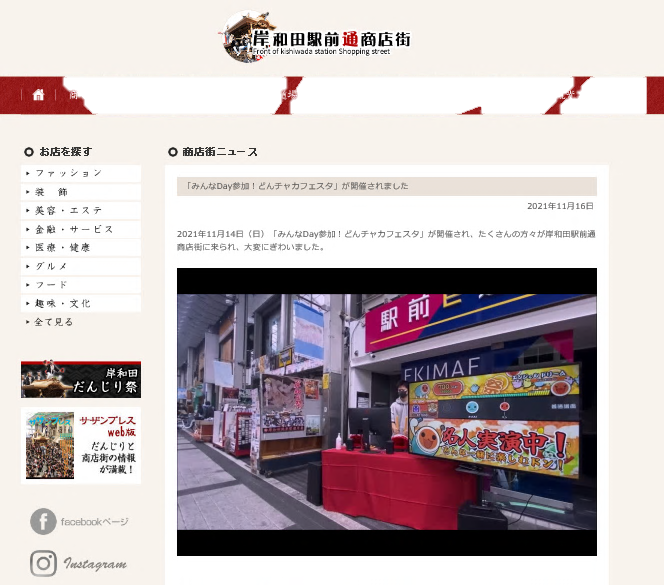 岸和田駅前通商店街
Front of kishiwada station Shopping street
お店を探す
ファッション
装　飾
美容・エステ
金融・サービス
医療・健康
グルメ
フード
趣味・文化
全て見る
岸和田
だんじり祭
サザンプレス
web版
だんじりと
商店街の情報
が満載！
facebookページ
Instagram
商店街ニュース
「みんなDay参加！どんチャカフェスタ」が開催されました
2021年11月16日
2021年11月14日（日）「みんなDay参加！どんチャカフェスタ」が開催され、たくさんの方々が岸和田駅前通
商店街に来られ、大変にぎわいました。
駅前
EKIMAE
名人実演中！